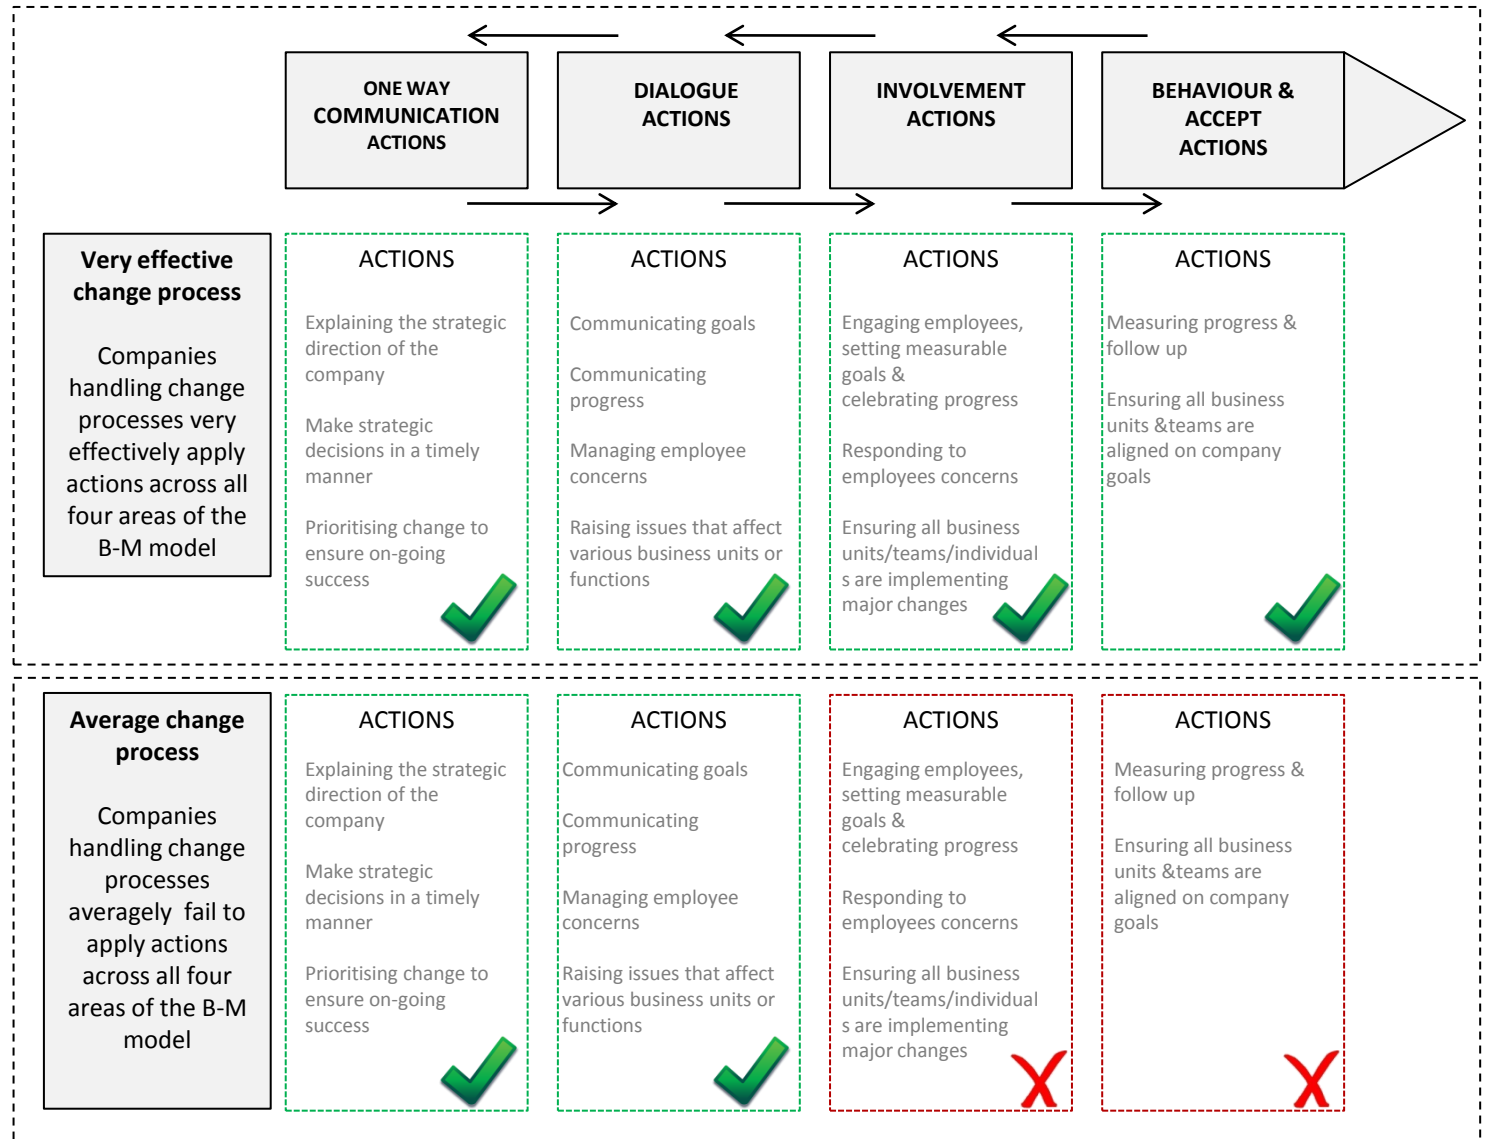 ONE WAY
COMMUNICATION
ACTIONS
DIALOGUE
ACTIONS
INVOLVEMENT
ACTIONS
BEHAVIOUR &
ACCEPT
ACTIONS
Very effective
change process
Companies
handling change
processes very
effectively apply
actions across all
four areas of the
B-M model
ACTIONS
Explaining the strategic
direction of the
company
Make strategic
decisions in a timely
manner
Prioritising change to
ensure on-going
success
ACTIONS
Communicating goals
Communicating
progress
Managing employee
concerns
Raising issues that affect
various business units or
functions
ACTIONS
Engaging employees,
setting measurable
goals &
celebrating progress
Responding to
employees concerns
Ensuring all business
units/teams/individual
s are implementing
major changes
ACTIONS
Measuring progress &
follow up
Ensuring all business
units &teams are
aligned on company
goals
Average change
process
Companies
handling change
processes
averagely  fail to
apply actions
across all four
areas of the B-M
model
ACTIONS
Explaining the strategic
direction of the
company
Make strategic
decisions in a timely
manner
Prioritising change to
ensure on-going
success
ACTIONS
Communicating goals
Communicating
progress
Managing employee
concerns
Raising issues that affect
various business units or
functions
ACTIONS
Engaging employees,
setting measurable
goals &
celebrating progress
Responding to
employees concerns
Ensuring all business
units/teams/individual
s are implementing
major changes
ACTIONS
Measuring progress &
follow up
Ensuring all business
units &teams are
aligned on company
goals